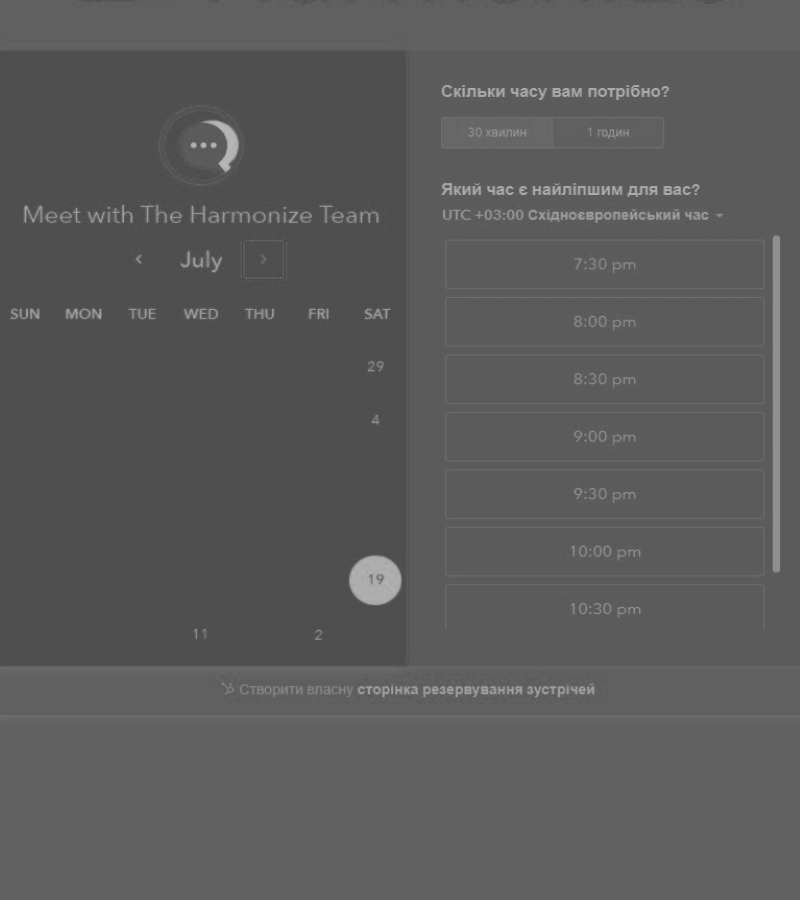 Meet with The Harmonize Team
July
SUN MON TUE WED THU FRI SAT
29
4
19
11 2
Скільки часу вам потрібно?
30 хвилин 1 годин
Який час є найліпшим для вас?
UTC +03:00 Східноєвропейський час
7:30 pm
8:00 pm
8:30 pm
9:00 pm
9:30 pm
10:00 pm
10:30 pm
Створити власну сторінка резервування зустрічей